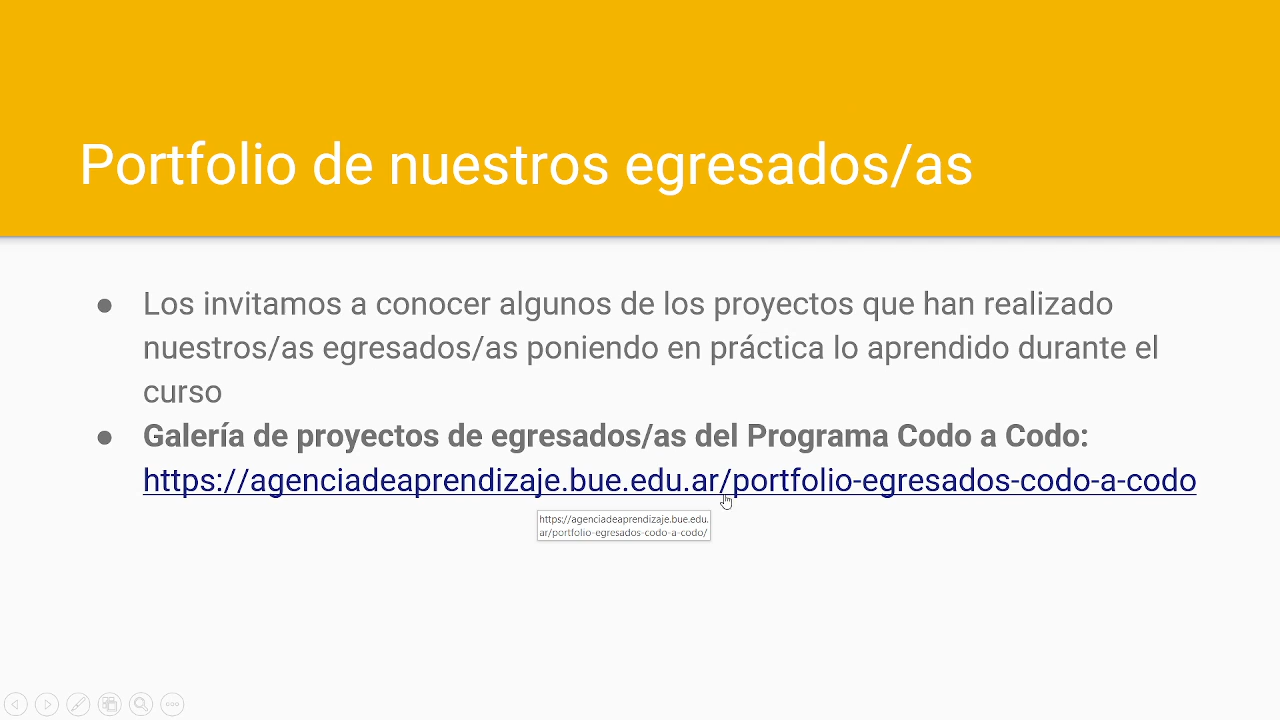 Portfolio de nuestros egresados/as
● Los invitamos a conocer algunos de los proyectos que han realizado
nuestros/as egresados/as poniendo en práctica lo aprendido durante el
curso
● Galería de proyectos de egresados/as del Programa Codo a Codo:
https://agenciadeaprendizaje.bue.edu.ar/portfolio-egresados-codo-a-codo
https://agenciadeaprendizaje.bue.edu.
ar/portfolio-egresados-codo-a-codo/